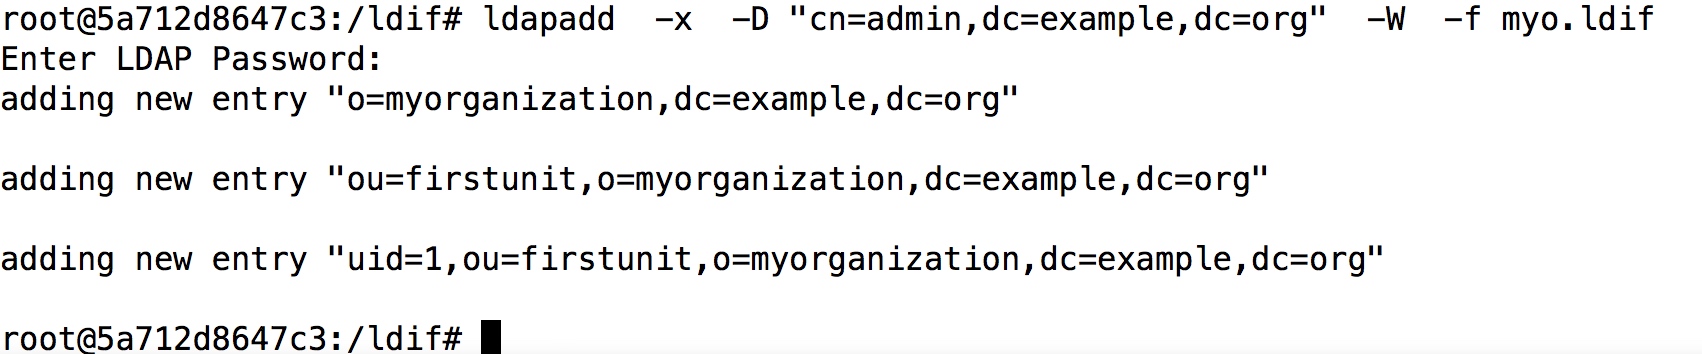 root@5a712d8647c3:/ldif# ldapadd  -x  -D "cn=admin,dc=example,dc=org"  -W  -f myo.ldif
Enter LDAP Password:
adding new entry "o=myorganization,dc=example,dc=org"
adding new entry "ou=firstunit,o=myorganization,dc=example,dc=org"
adding new entry "uid=1,ou=firstunit,o=myorganization,dc=example,dc=org"
root@5a712d8647c3:/ldif#